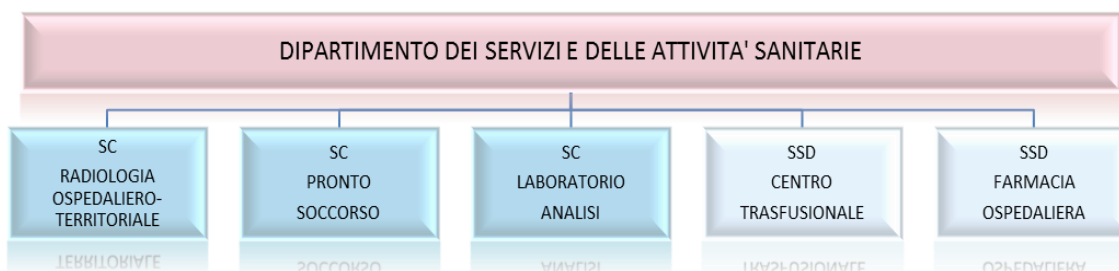 DIPARTIMENTO DEI SERVIZI E DELLE ATTIVITA' SANITARIE
SC
RADIOLOGIA
OSPEDALIERO-
TERRITORIALE
SC
PRONTO
SOCCORSO
SC
LABORATORIO
ANALISI
SSD
CENTRO
TRASFUSIONALE
SSD
FARMACIA
OSPEDALIERA